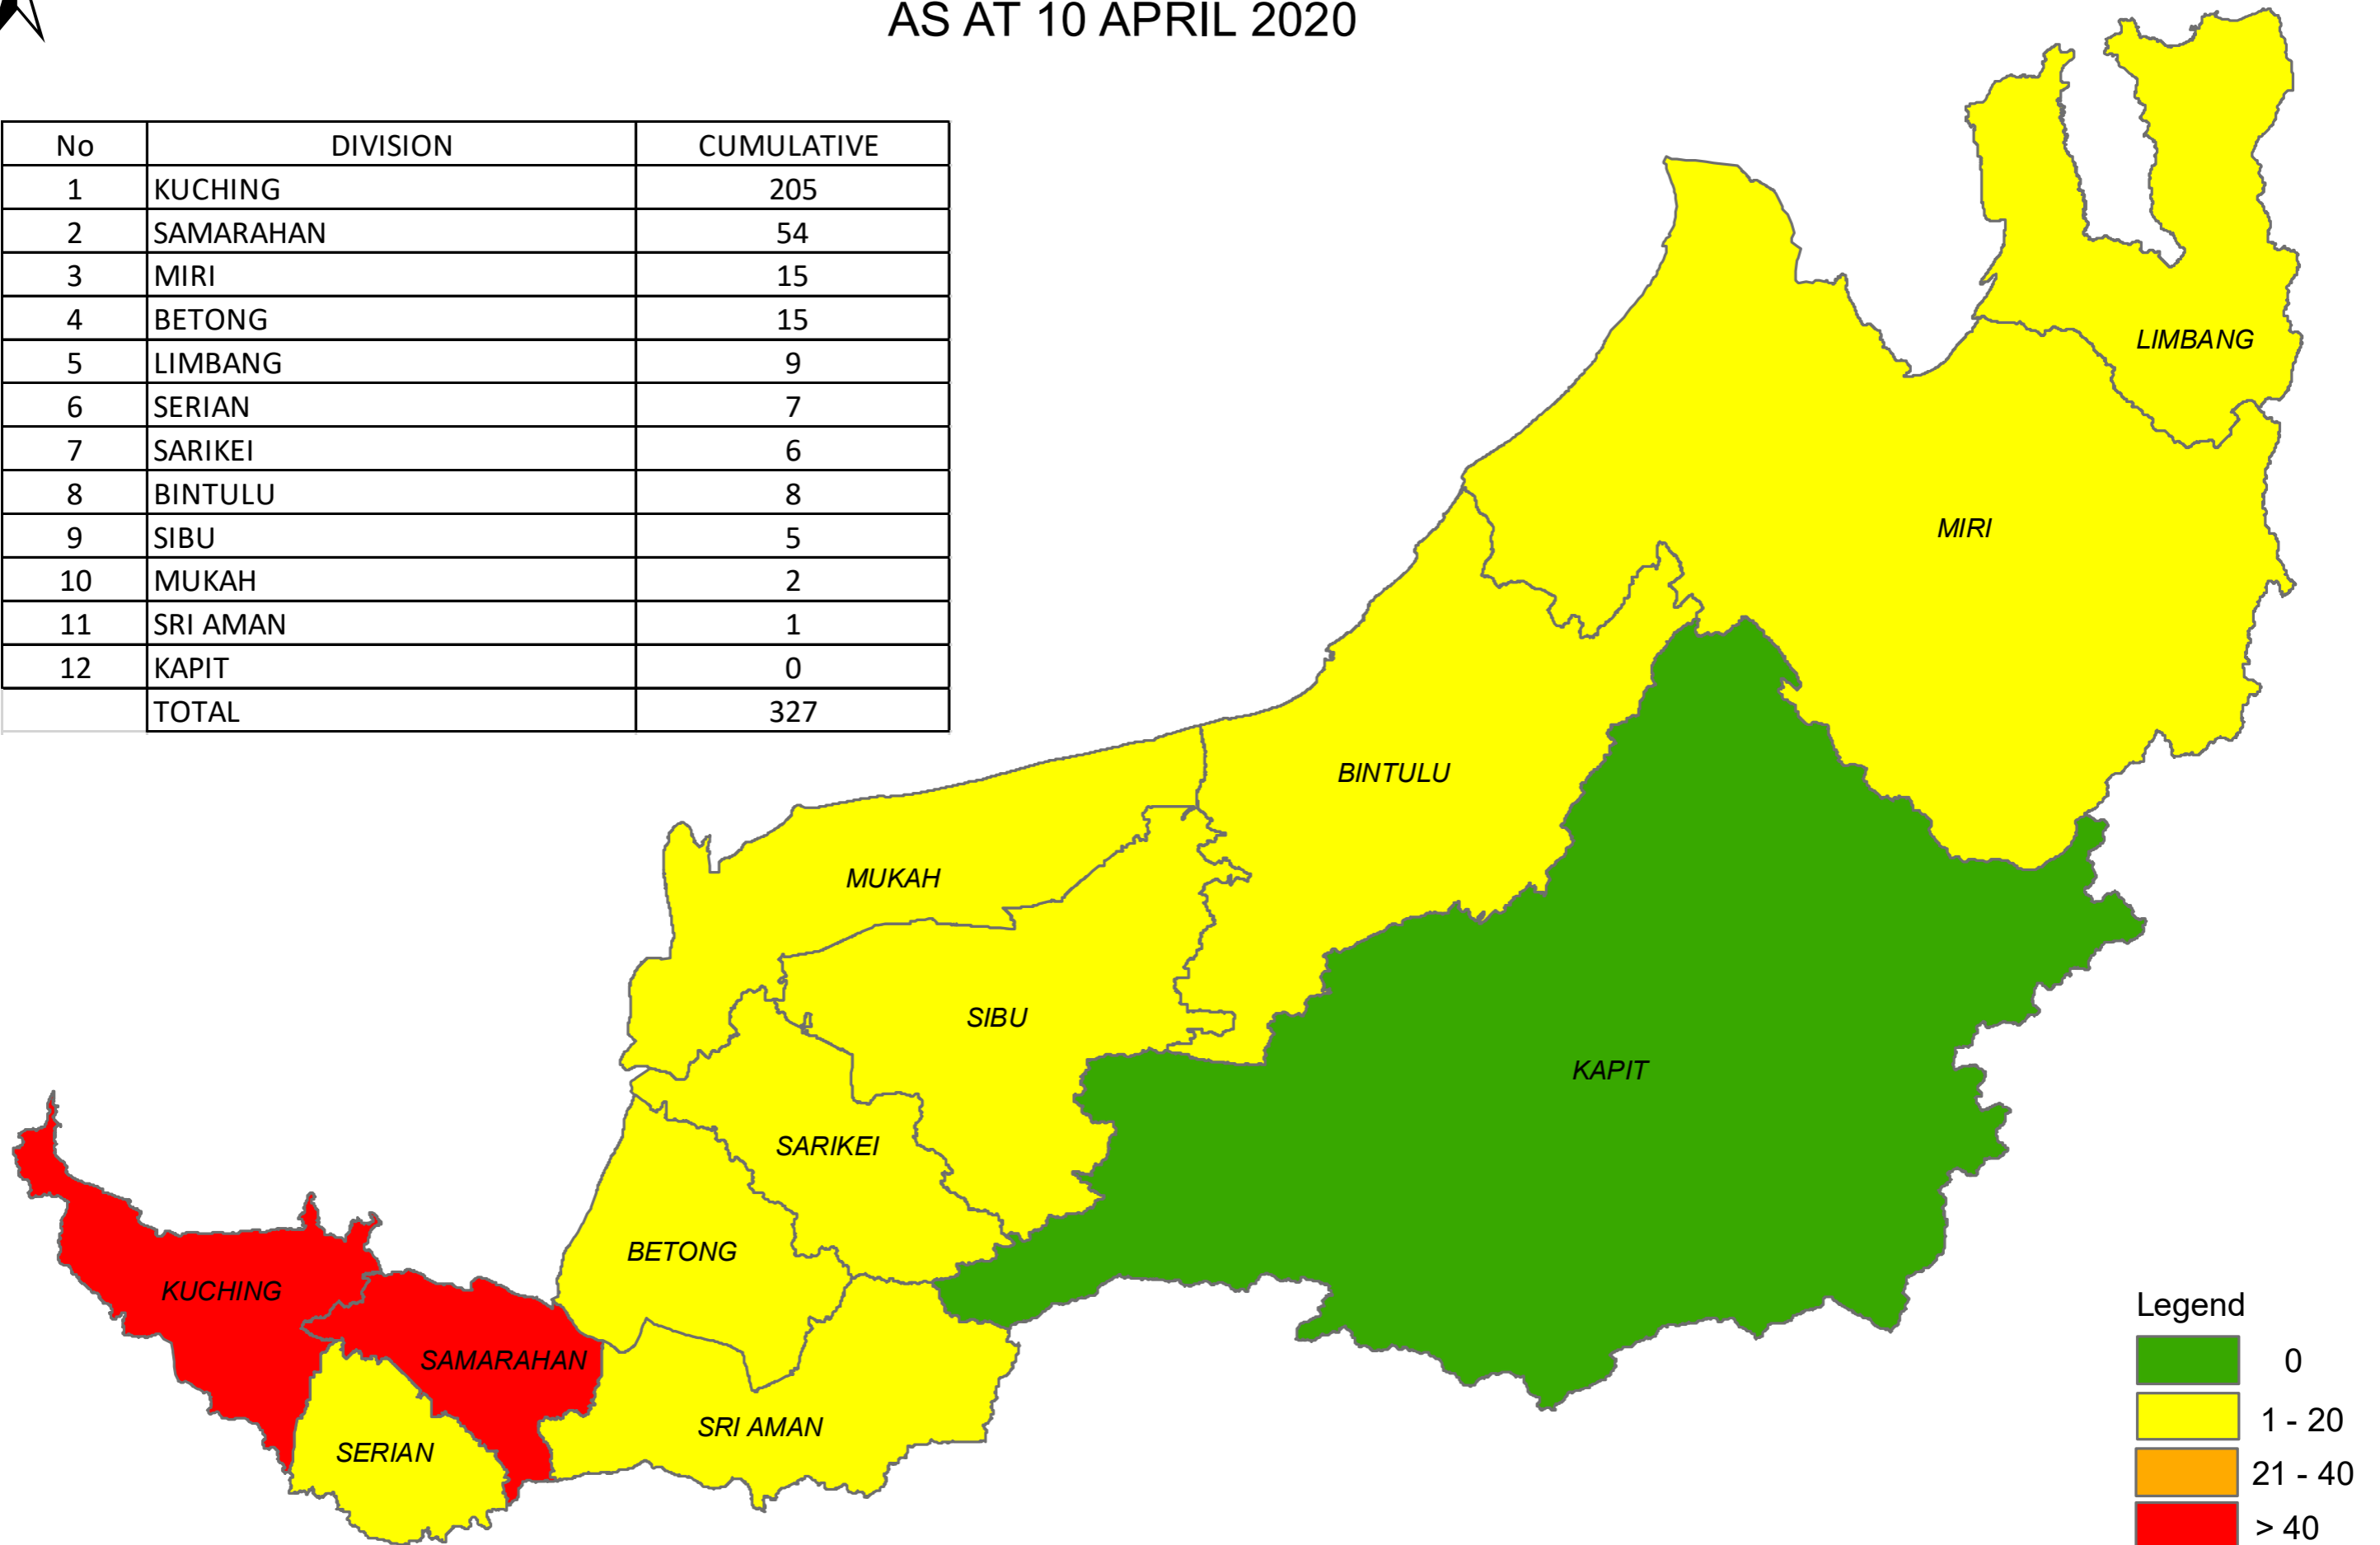 AS AT 10 APRIL 2020
No DIVISION CUMULATIVE
1 KUCHING 205
2 SAMARAHAN 54
3 MIRI 15
4 BETONG 15
5 LIMBANG 9
6 SERIAN 7
7 SARIKEI 6
8 BINTULU 8
9 SIBU 5
10 MUKAH 2
11 SRI AMAN 1
12 KAPIT 0
TOTAL 327
LIMBANG
MIRI
BINTULU
MUKAH
SIBU
KAPIT
SARIKEI
BETONG
KUCHING
SAMARAHAN
SRI AMAN
SERIAN
Legend
0
1 - 20
21 - 40
> 40